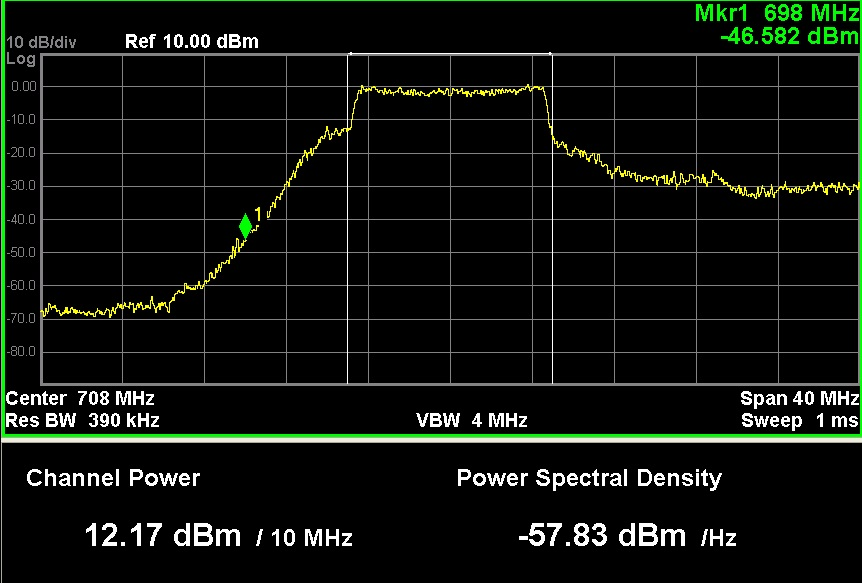 Mkr1 698 MHz
10 dB/div Ref 10.00 dBm -46.582 dBm
Log
0.00
-10.0
-20.0
-30.0
1
-40.0
-50.0
-60.0
-70.0
-80.0
Center 708 MHz Span 40 MHz
Res BW 390 kHz VBW 4 MHz Sweep 1 ms
Channel Power Power Spectral Density
12.17 dBm / 10 MHz -57.83 dBm /Hz